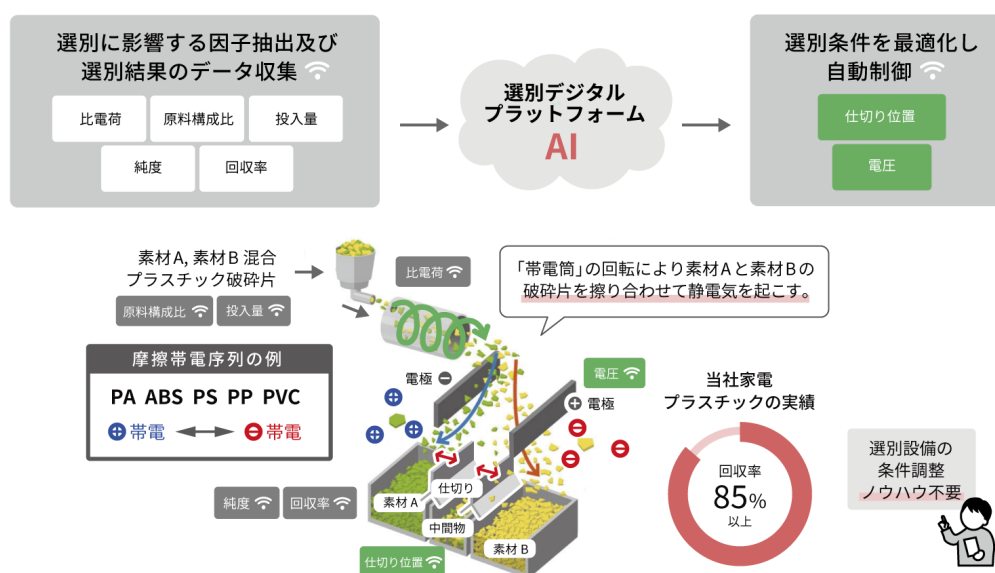 選別に影響する因子抽出及び
選別結果のデータ収集
比電荷
原料構成比
投入量
純度
回収率
選別デジタル
プラットフォーム
AI
選別条件を最適化し
自動制御
仕切り位置
電圧
素材A, 素材B 混合
プラスチック破砕片
原料構成比
投入量
比電荷
「帯電筒」の回転により素材Aと素材Bの
破砕片を擦り合わせて静電気を起こす。
摩擦帯電序列の例
PA ABS PS PP PVC
帯電
帯電
電極
電圧
電極
仕切り
素材 A
中間物
素材 B
純度
回収率
仕切り位置
当社家電
プラスチックの実績
回収率
85%
以上
選別設備の
条件調整
ノウハウ不要